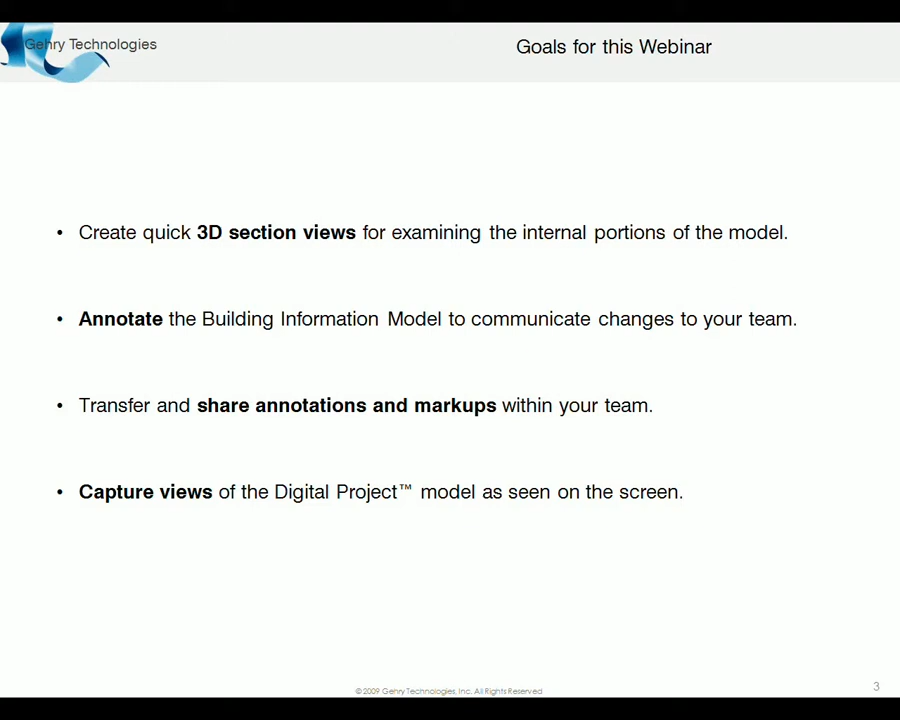 Gehry Technologies
Goals for this Webinar
• Create quick 3D section views for examining the internal portions of the model.
• Annotate the Building Information Model to communicate changes to your team.
• Transfer and share annotations and markups within your team.
• Capture views of the Digital Project™ model as seen on the screen.
©2009 Gehry Technologies, Inc. All Rights Reserved
3